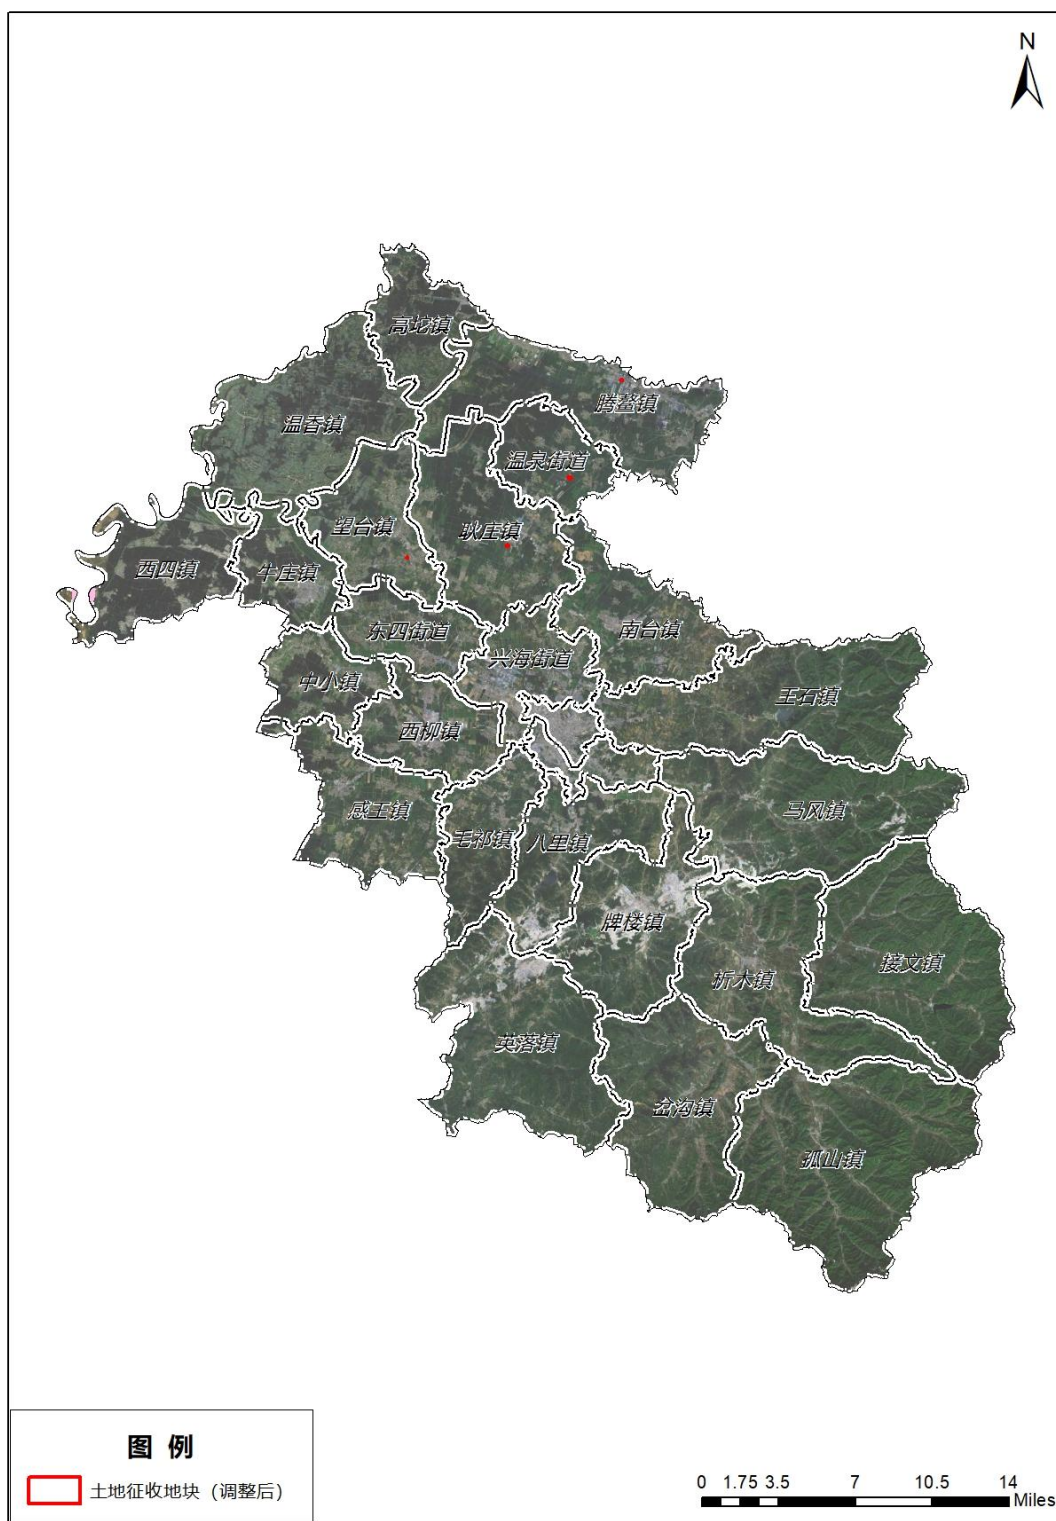 N
高坨镇
腾鳌镇
温香镇
温泉街道
望台镇
耿庄镇
西四镇
牛庄镇
东四街道
南台镇
兴海街道
中小镇
王石镇
西柳镇
感王镇
毛祁镇
八里镇
马风镇
牌楼镇
析木镇
接文镇
英落镇
岔沟镇
孤山镇
图 例
土地征收地块（调整后）
0 1.75 3.5 7 10.5 14
Miles